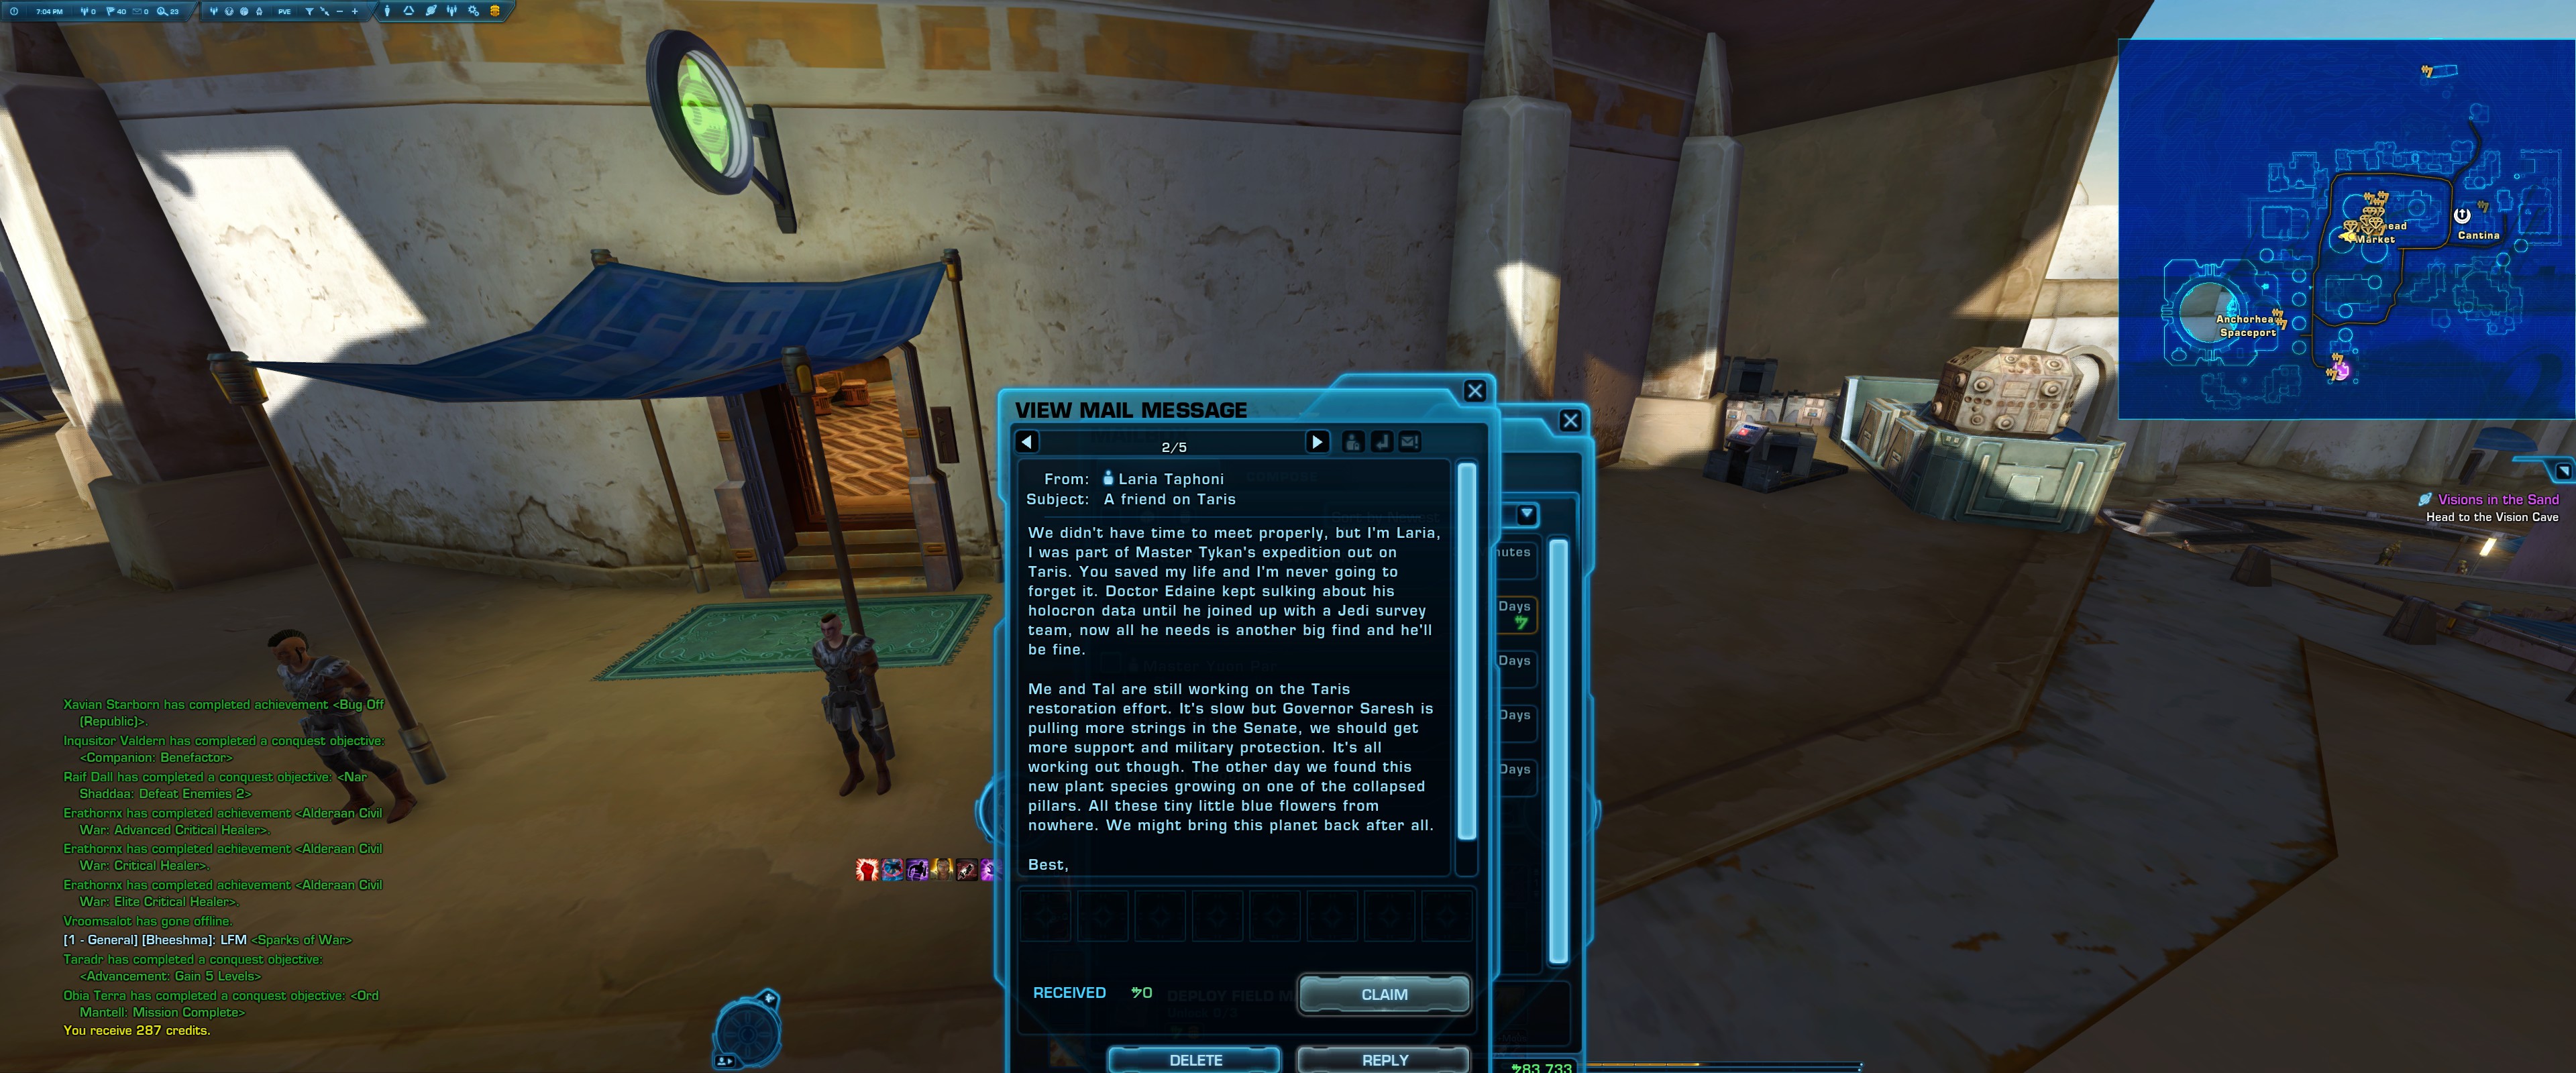 7:04 PM
0
40
0
23
PVE
Market
Cantina
Spaceport
Visions in the Sand
Head to the Vision Cave
VIEW MAIL MESSAGE
2/5
From: Laria Taphoni
Subject: A friend on Taris
We didn't have time to meet properly, but I'm Laria,
I was part of Master Tykan's expedition out on
Taris. You saved my life and I'm never going to
forget it. Doctor Edaine kept sulking about his
holocron data until he joined up with a Jedi survey
team, now all he needs is another big find and he'll
be fine.
Me and Tal are still working on the Taris
restoration effort. It's slow but Governor Saresh is
pulling more strings in the Senate, we should get
more support and military protection. It's all
working out though. The other day we found this
new plant species growing on one of the collapsed
pillars. All these tiny little blue flowers from
nowhere. We might bring this planet back after all.
Best,
RECEIVED 0
CLAIM
DELETE
REPLY
Days
Days
Days
Days
83,733
Xavian Starborn has completed achievement <Bug Off
(Republic)>.
Inqusitor Valdern has completed a conquest objective:
<Companion: Benefactor>
Raif Dall has completed a conquest objective: <Nar
Shaddaa: Defeat Enemies 2>
Erathornx has completed achievement <Alderaan Civil
War: Advanced Critical Healer>.
Erathornx has completed achievement <Alderaan Civil
War: Critical Healer>.
Erathornx has completed achievement <Alderaan Civil
War: Elite Critical Healer>.
Vroomsalot has gone offline.
[1 - General] [Bheeshma]: LFM <Sparks of War>
Taradr has completed a conquest objective:
<Advancement: Gain 5 Levels>
Obia Terra has completed a conquest objective: <Ord
Mantell: Mission Complete>
You receive 287 credits.